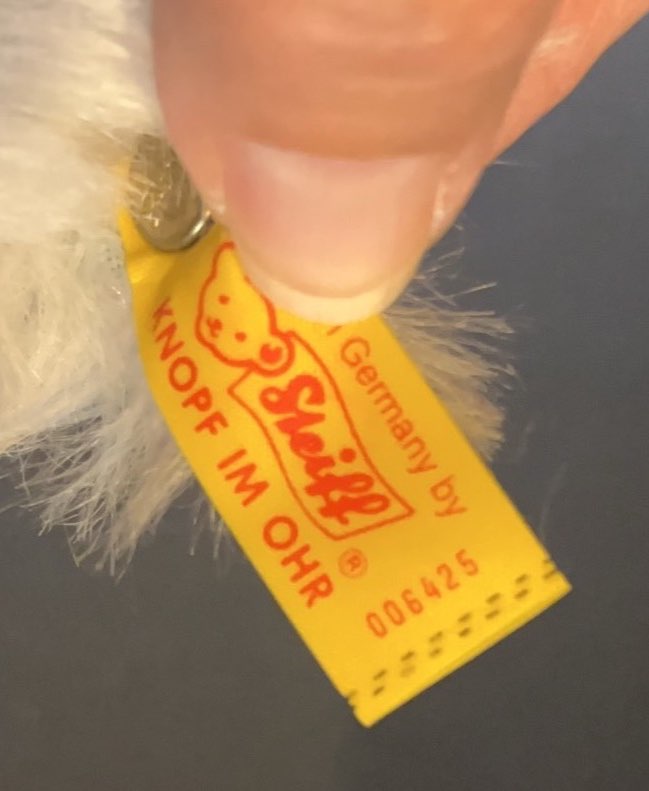 Germany by
Steiff®
KNOPF IM OHR
006425